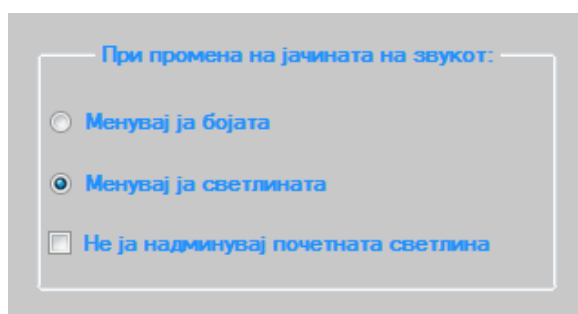 При промена на јачината на звукот:
Менувај ја бојата
Менувај ја светлината
Не ја надминувај почетната светлина